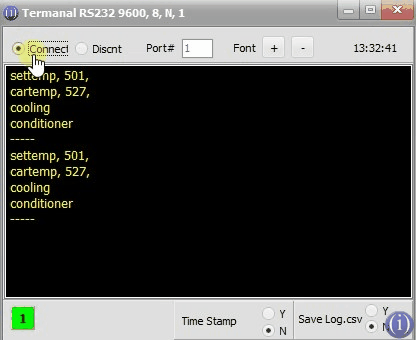 Termanal RS232 9600, 8, N, 1
Connect Discnt Port# 1 Font + - 13:32:41
settemp, 501,
cartemp, 527,
cooling
conditioner
-----
settemp, 501,
cartemp, 527,
cooling
conditioner
-----
1 Time Stamp Y N Save Log.csv Y N